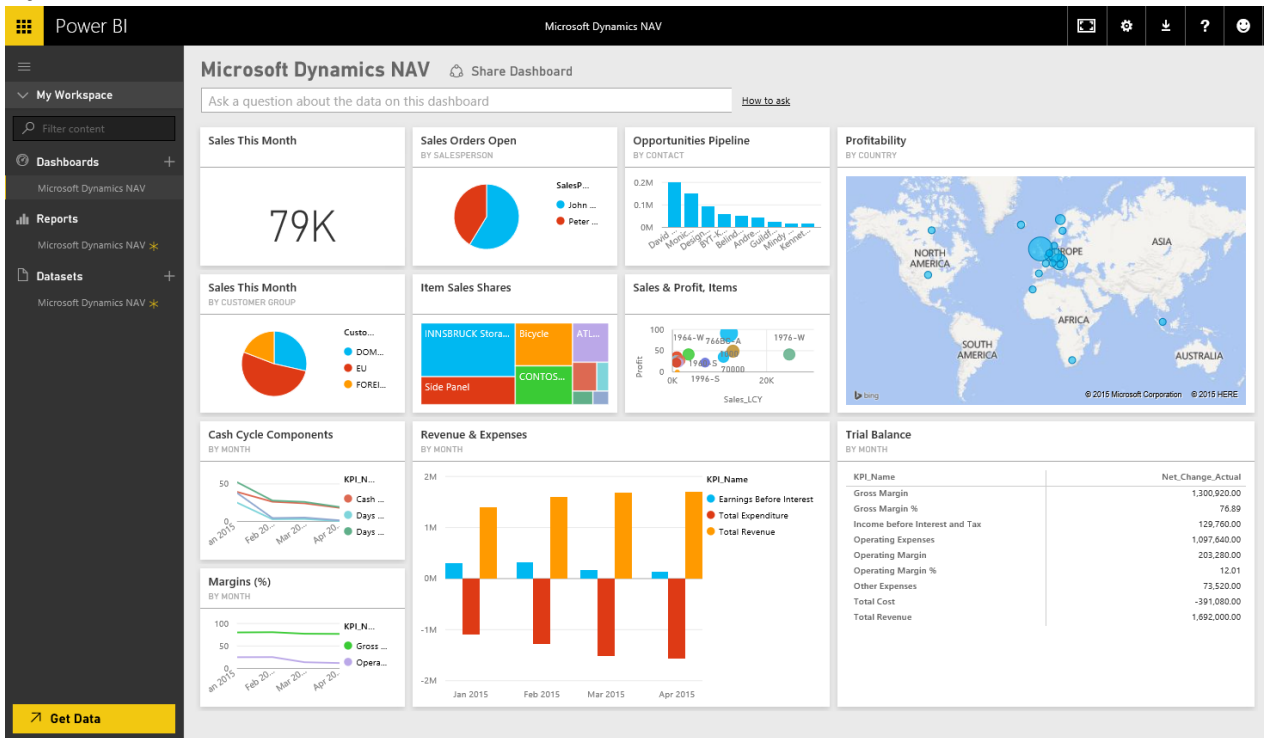 Power BI
Microsoft Dynamics NAV
My Workspace
Filter content
Dashboards
Microsoft Dynamics NAV
Reports
Microsoft Dynamics NAV
Datasets
Microsoft Dynamics NAV
Get Data
Microsoft Dynamics NAV
Share Dashboard
Ask a question about the data on this dashboard
How to ask
Sales This Month
79K
Sales Orders Open
BY SALESPERSON
SalesP...
John ...
Peter ...
Opportunities Pipeline
BY CONTACT
0.2M
0.1M
0M
David ...
Monic...
Design...
BYT-K...
Belind...
Andre...
Guildf...
Mindy ...
Kennet...
Profitability
BY COUNTRY
NORTH
AMERICA
ASIA
AFRICA
SOUTH
AMERICA
AUSTRALIA
bing
© 2015 Microsoft Corporation © 2015 HERE
Sales This Month
BY CUSTOMER GROUP
Custo...
DOM...
EU
FOREI...
Item Sales Shares
INNSBRUCK Stora...
Bicycle
ATL...
Side Panel
CONTOS...
Sales & Profit, Items
100
50
0
Profit
1964-W
1976-W
70000
1996-S
0K
20K
Sales_LCY
Cash Cycle Components
BY MONTH
50
0
KPI_N...
Cash ...
Days ...
Days ...
an 2015
Feb 20...
Mar 20...
Apr 20...
Margins (%)
BY MONTH
100
50
0
KPI_N...
Gross ...
Opera...
an 2015
Feb 20...
Mar 20...
Apr 20...
Revenue & Expenses
BY MONTH
2M
1M
0M
-1M
-2M
Jan 2015
Feb 2015
Mar 2015
Apr 2015
KPI_Name
Earnings Before Interest
Total Expenditure
Total Revenue
Trial Balance
BY MONTH
KPI_Name Net_Change_Actual
Gross Margin 1,300,920.00
Gross Margin % 76.89
Income before Interest and Tax 129,760.00
Operating Expenses 1,097,640.00
Operating Margin 203,280.00
Operating Margin % 12.01
Other Expenses 73,520.00
Total Cost -391,080.00
Total Revenue 1,692,000.00